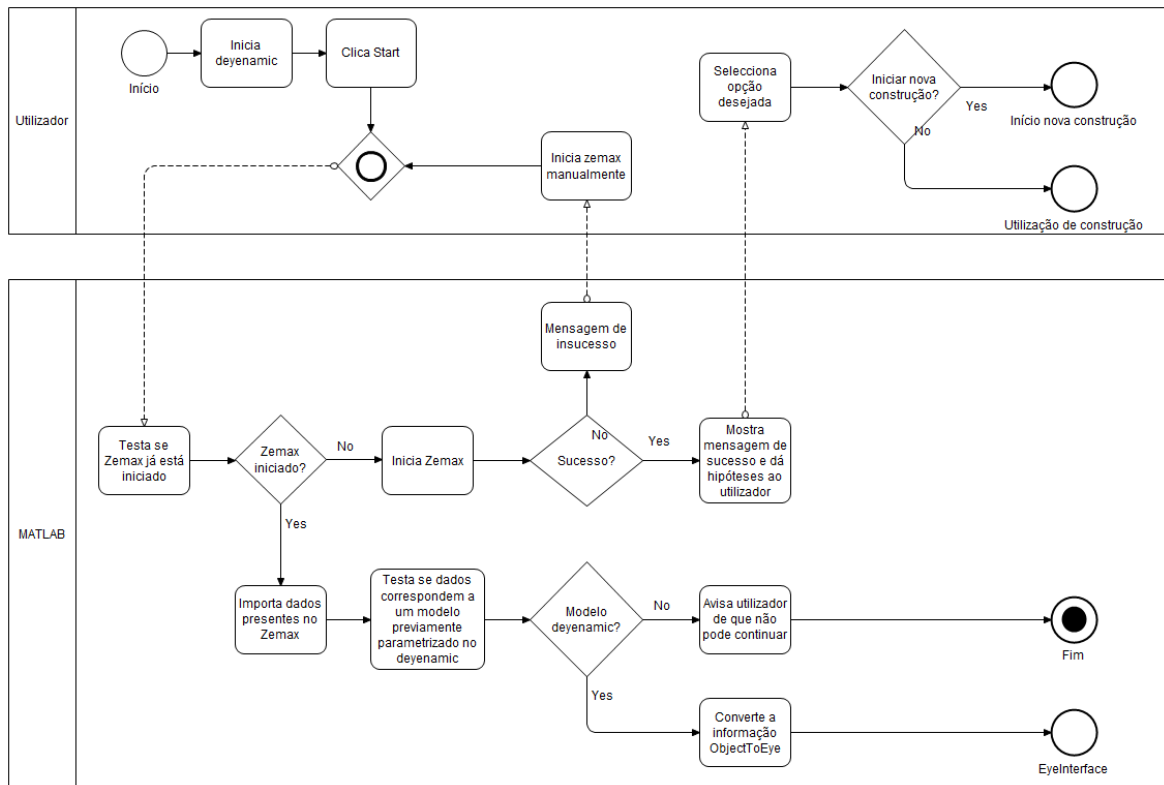 Utilizador
Início
Inicia
deyenamic
Clica Start
Inicia zemax
manualmente
Selecciona
opção
desejada
Iniciar nova
construção?
Yes
No
Início nova construção
Utilização de construção
MATLAB
Mensagem de
insucesso
Testa se
Zemax já está
iniciado
Zemax
iniciado?
No
Yes
Inicia Zemax
No
Sucesso?
Yes
Mostra
mensagem de
sucesso e dá
hipóteses ao
utilizador
Importa dados
presentes no
Zemax
Testa se dados
correspondem a
um modelo
previamente
parametrizado no
deyenamic
Modelo
deyenamic?
No
Yes
Avisa utilizador
de que não
pode continuar
Fim
Converte a
informação
ObjectToEye
EyeInterface